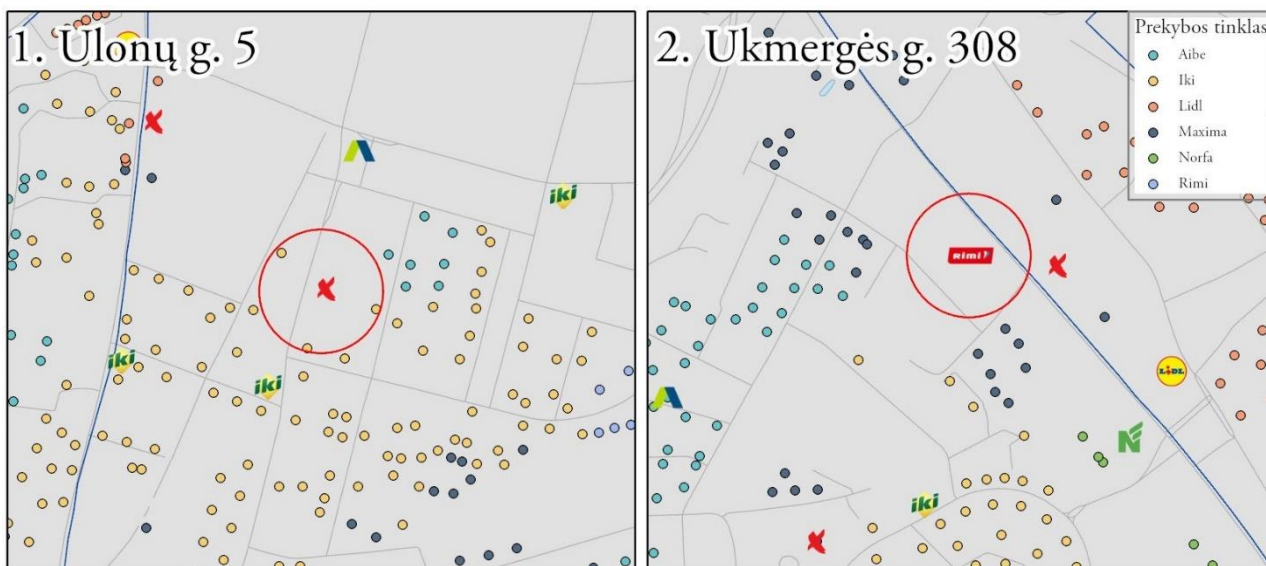 1. Ulonų g. 5
iki
iki
iki
2. Ukmergės g. 308
Prekybos tinklas
Aibe
Iki
Lidl
Maxima
Norfa
Rimi
RIMI
LIDL
N
iki